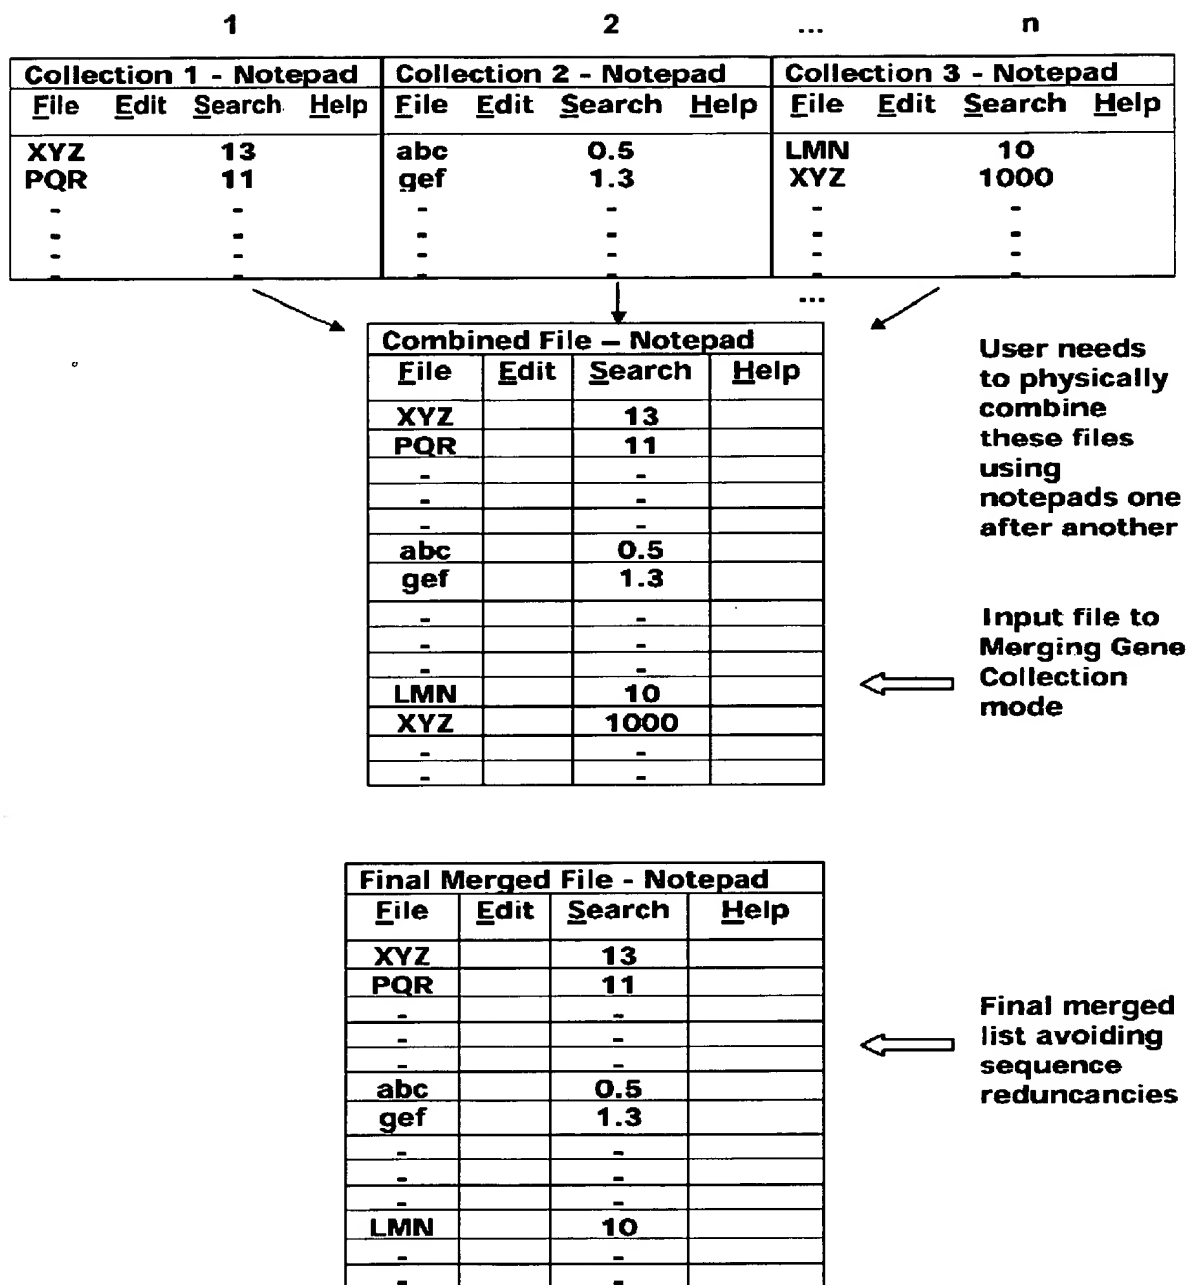 1 2 ... n
Collection 1 - Notepad Collection 2 - Notepad Collection 3 - Notepad
File Edit Search Help File Edit Search Help File Edit Search Help
XYZ 13 abc 0.5 LMN 10
PQR 11 gef 1.3 XYZ 1000
- - - - - -
- - - - - -
- - - - - -
- - - - - -
...
Combined File – Notepad
File Edit Search Help
XYZ 13
PQR 11
- -
- -
- -
abc 0.5
gef 1.3
- -
- -
- -
LMN 10
XYZ 1000
- -
- -
User needs
to physically
combine
these files
using
notepads one
after another
Input file to
Merging Gene
Collection
mode
Final Merged File - Notepad
File Edit Search Help
XYZ 13
PQR 11
- -
- -
- -
abc 0.5
gef 1.3
- -
- -
- -
LMN 10
- -
- -
Final merged
list avoiding
sequence
reduncancies